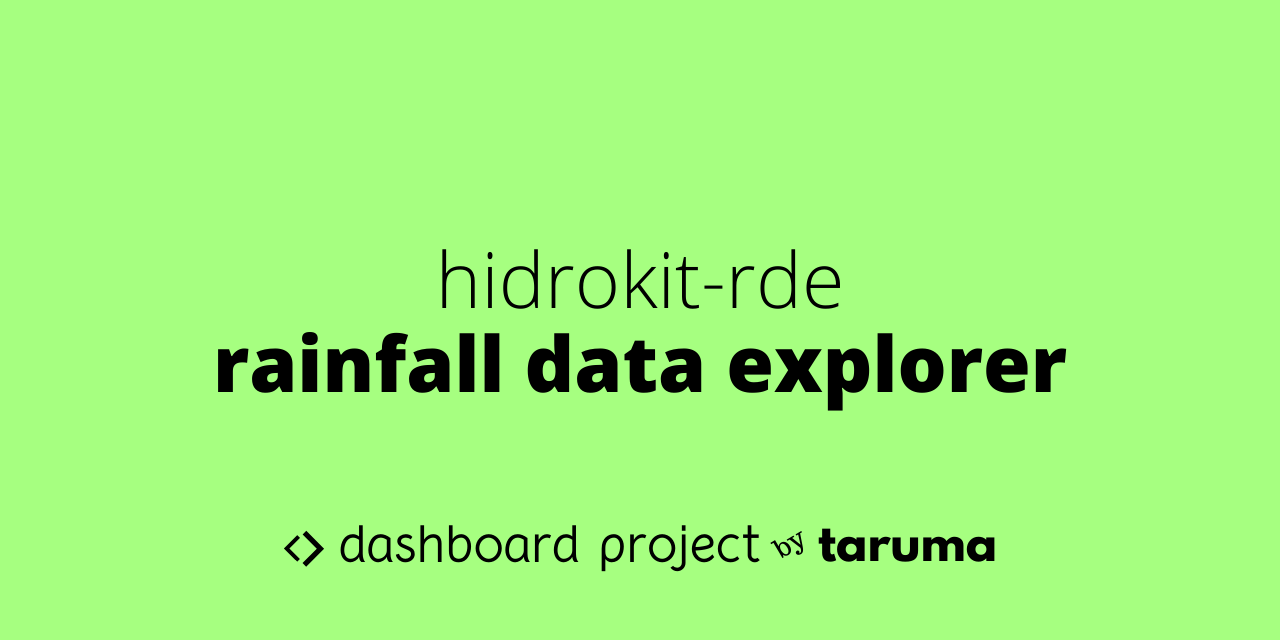 hidrokit-rde
rainfall data explorer
<> dashboard project by taruma